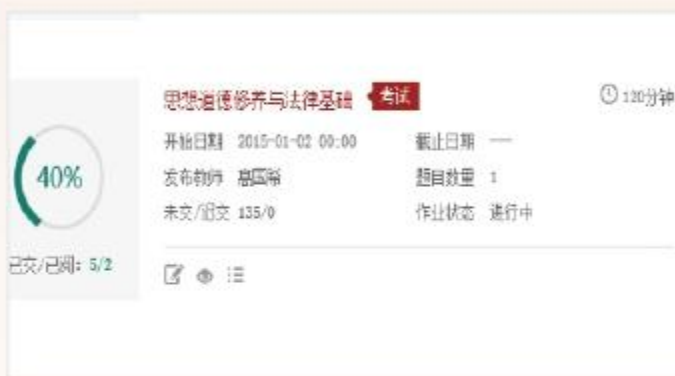 思想道德修养与法律基础 考试 120分钟
开始日期 2015-01-02 00:00 截止日期 ——
发布教师 国 题目数量 1
40%
未交/旧交 135/0 作业状态 进行中
已交/已阅: 5/2